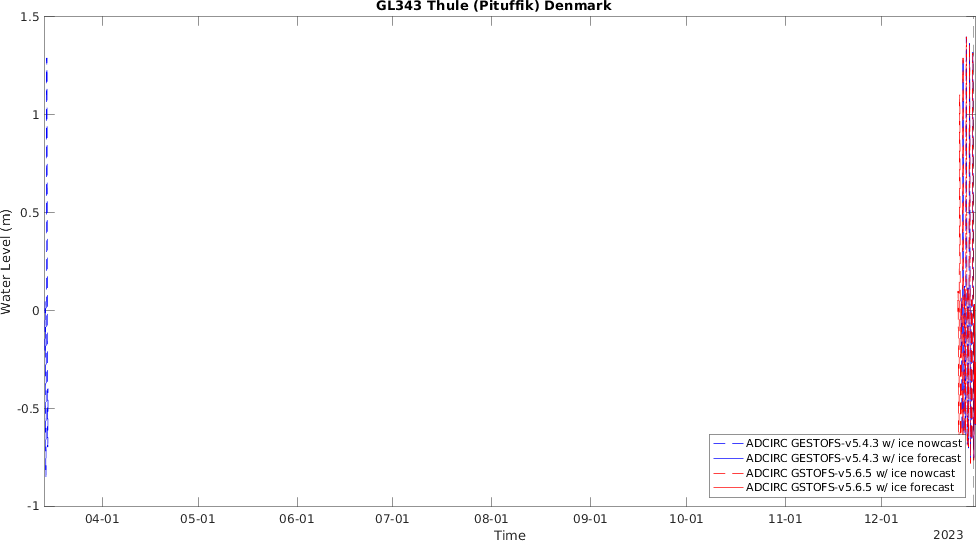 GL343 Thule (Pituffik) Denmark
1.5
1
0.5
0
-0.5
-1
Water Level (m)
04-01 05-01 06-01 07-01 08-01 09-01 10-01 11-01 12-01
Time
2023
ADCIRC GESTOFS-v5.4.3 w/ ice nowcast
ADCIRC GESTOFS-v5.4.3 w/ ice forecast
ADCIRC GSTOFS-v5.6.5 w/ ice nowcast
ADCIRC GSTOFS-v5.6.5 w/ ice forecast